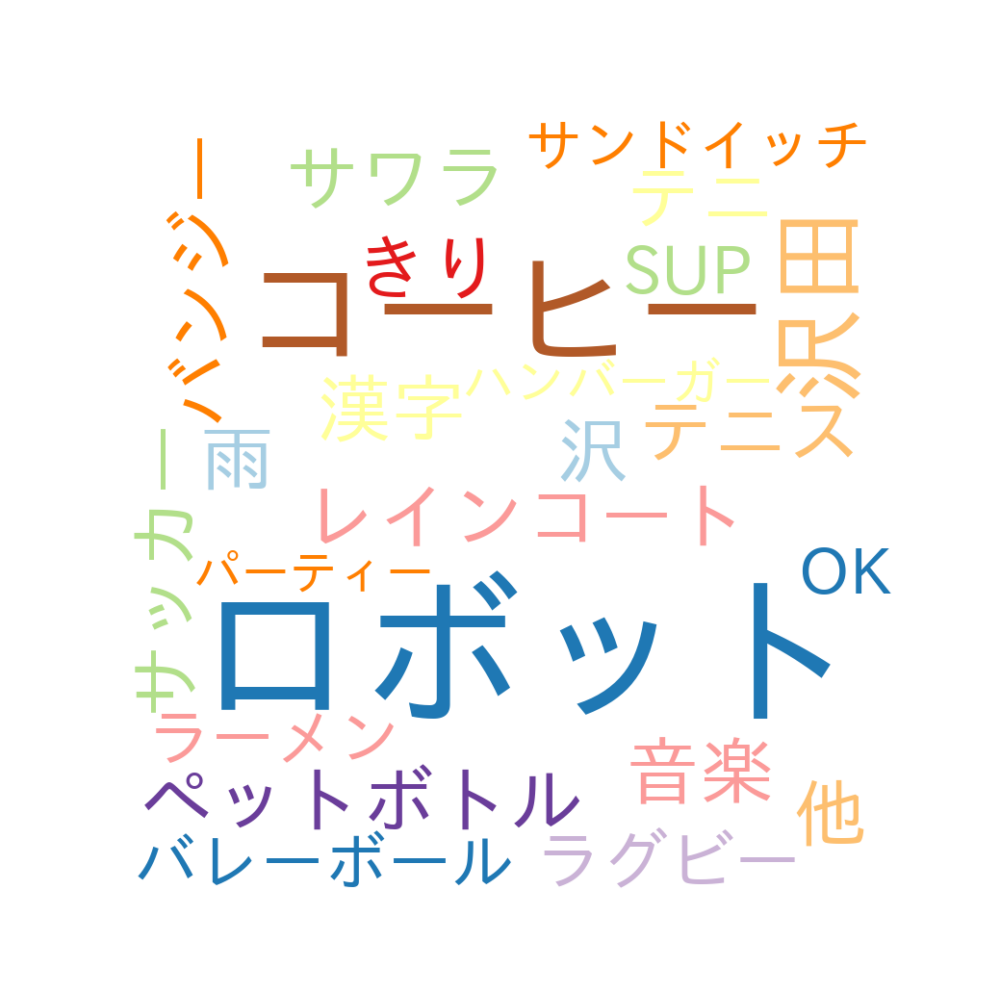 サンドイッチ
サワラ
バンジー
テニ
きり
SUP
沢田
コーヒー
ハンバーガー
漢字
テニス
雨
沢
サッカー
レインコート
パーティー
OK
ロボット
ラーメン
音楽
ペットボトル
他
バレーボール
ラグビー